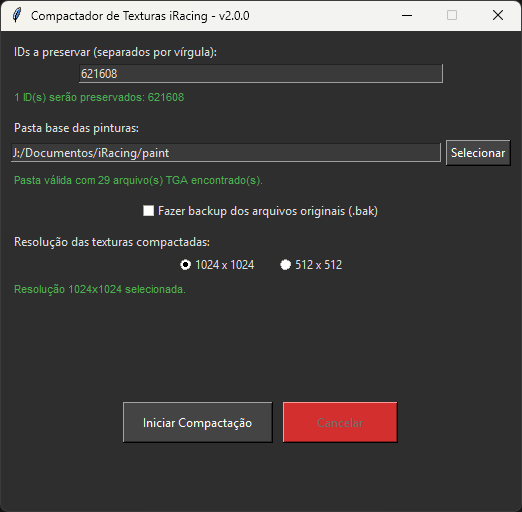 Compactador de Texturas iRacing - v2.0.0
IDs a preservar (separados por vírgula):
621608
1 ID(s) serão preservados: 621608
Pasta base das pinturas:
J:/Documentos/iRacing/paint Selecionar
Pasta válida com 29 arquivo(s) TGA encontrado(s).
Fazer backup dos arquivos originais (.bak)
Resolução das texturas compactadas:
1024 x 1024 512 x 512
Resolução 1024x1024 selecionada.
Iniciar Compactação Cancelar